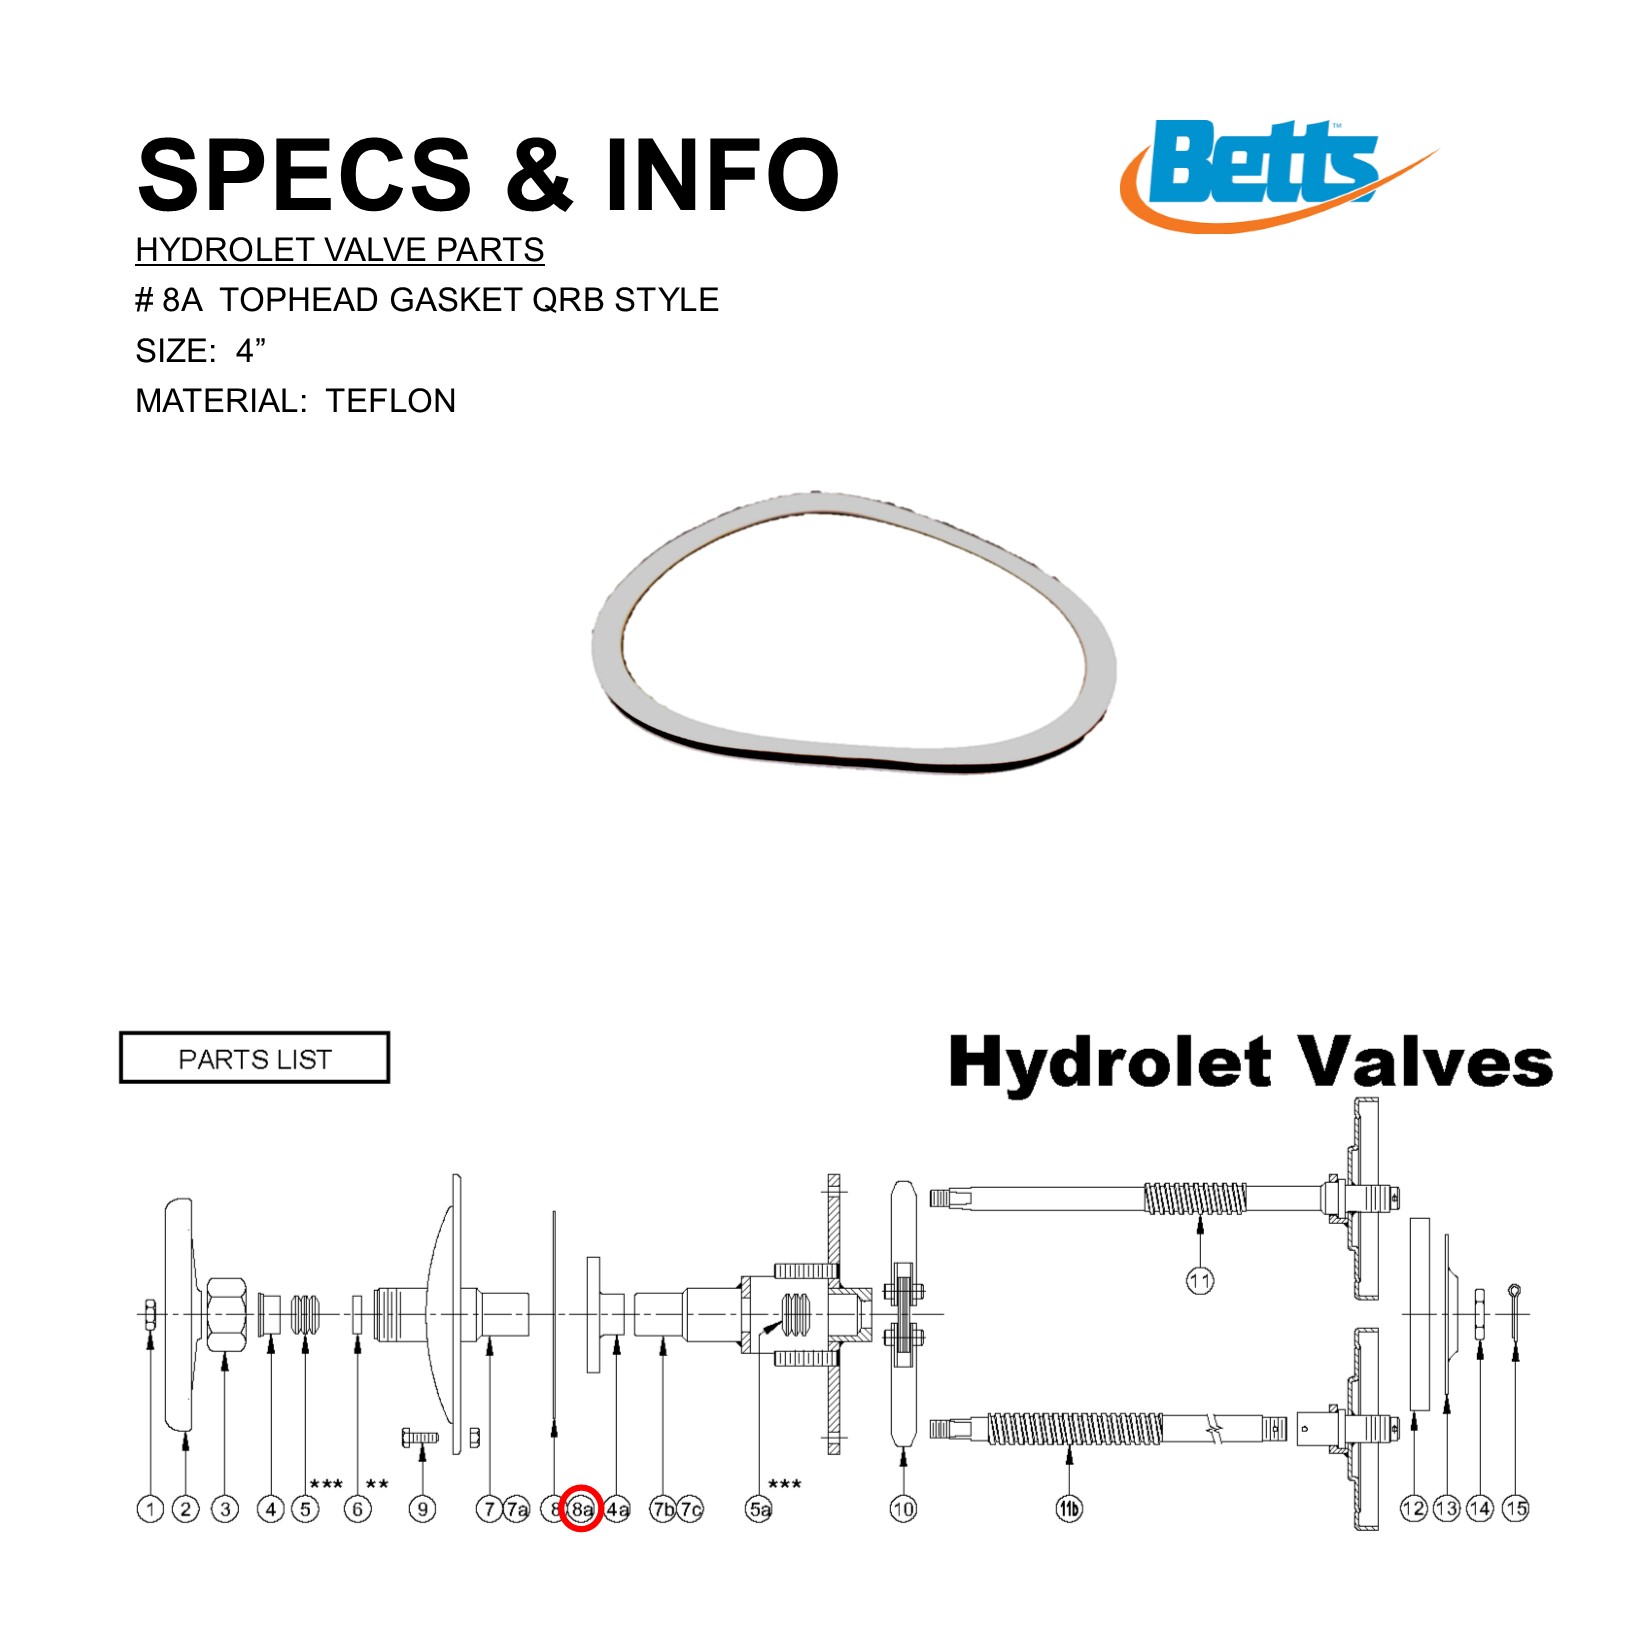 SPECS & INFO
Betts™
HYDROLET VALVE PARTS
# 8A TOPHEAD GASKET QRB STYLE
SIZE: 4”
MATERIAL: TEFLON
PARTS LIST
Hydrolet Valves
11
*** ** ***
1 2 3 4 5 6 9 7 7a 8 8a 4a 7b 7c 5a 10 11b 12 13 14 15